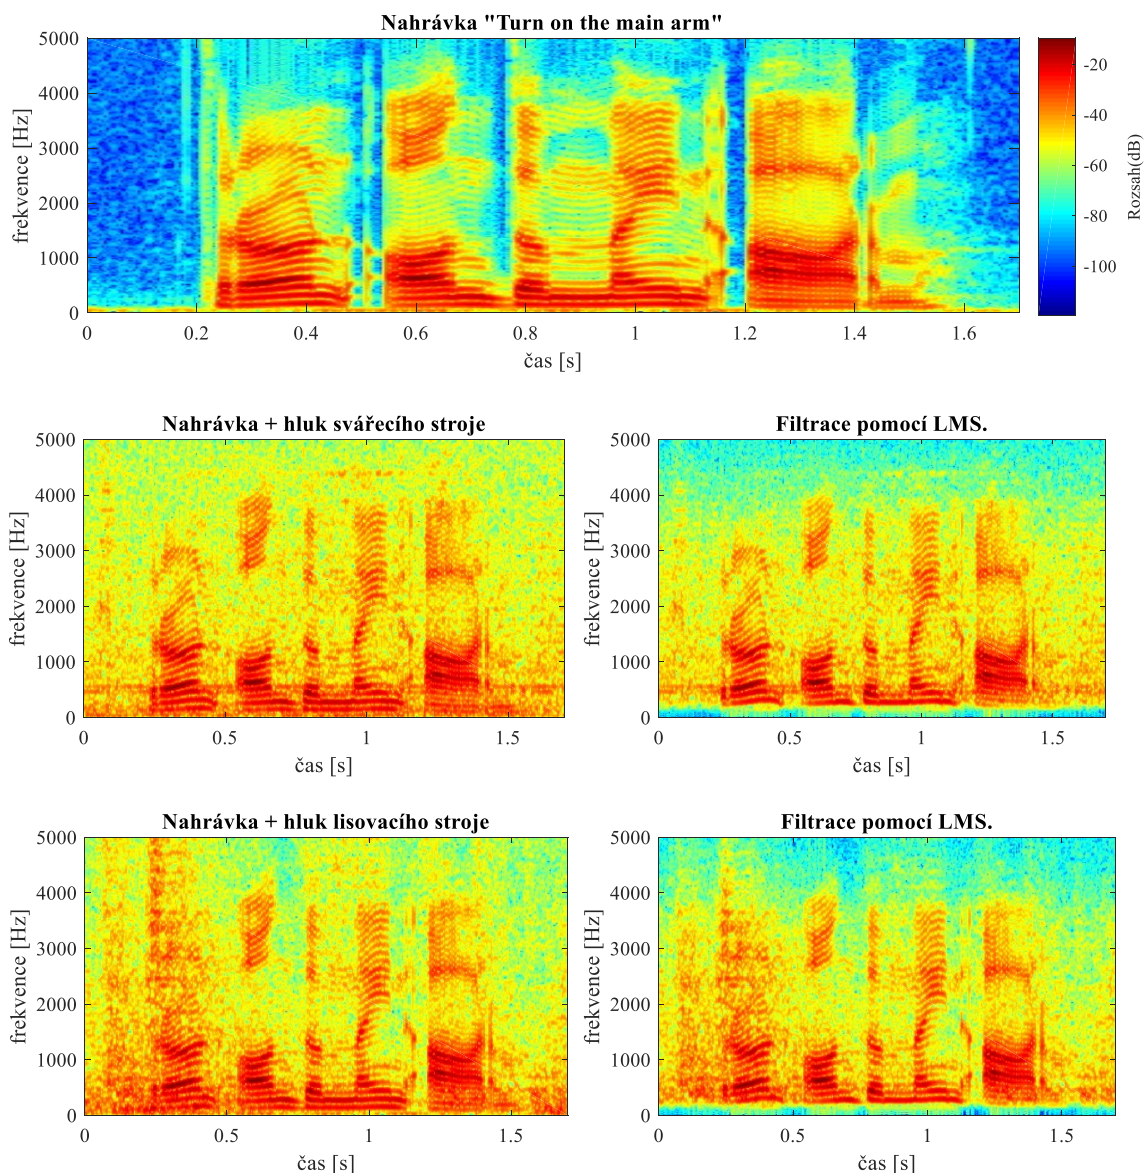 Nahrávka "Turn on the main arm"
5000
4000
3000
2000
1000
0
frekvence [Hz]
0 0.2 0.4 0.6 0.8 1 1.2 1.4 1.6
čas [s]
-20
-40
-60
-80
-100
Rozsah(dB)
Nahrávka + hluk svářecího stroje
5000
4000
3000
2000
1000
0
frekvence [Hz]
0 0.5 1 1.5
čas [s]
Filtrace pomocí LMS.
5000
4000
3000
2000
1000
0
frekvence [Hz]
0 0.5 1 1.5
čas [s]
Nahrávka + hluk lisovacího stroje
5000
4000
3000
2000
1000
0
frekvence [Hz]
0 0.5 1 1.5
čas [s]
Filtrace pomocí LMS.
5000
4000
3000
2000
1000
0
frekvence [Hz]
0 0.5 1 1.5
čas [s]